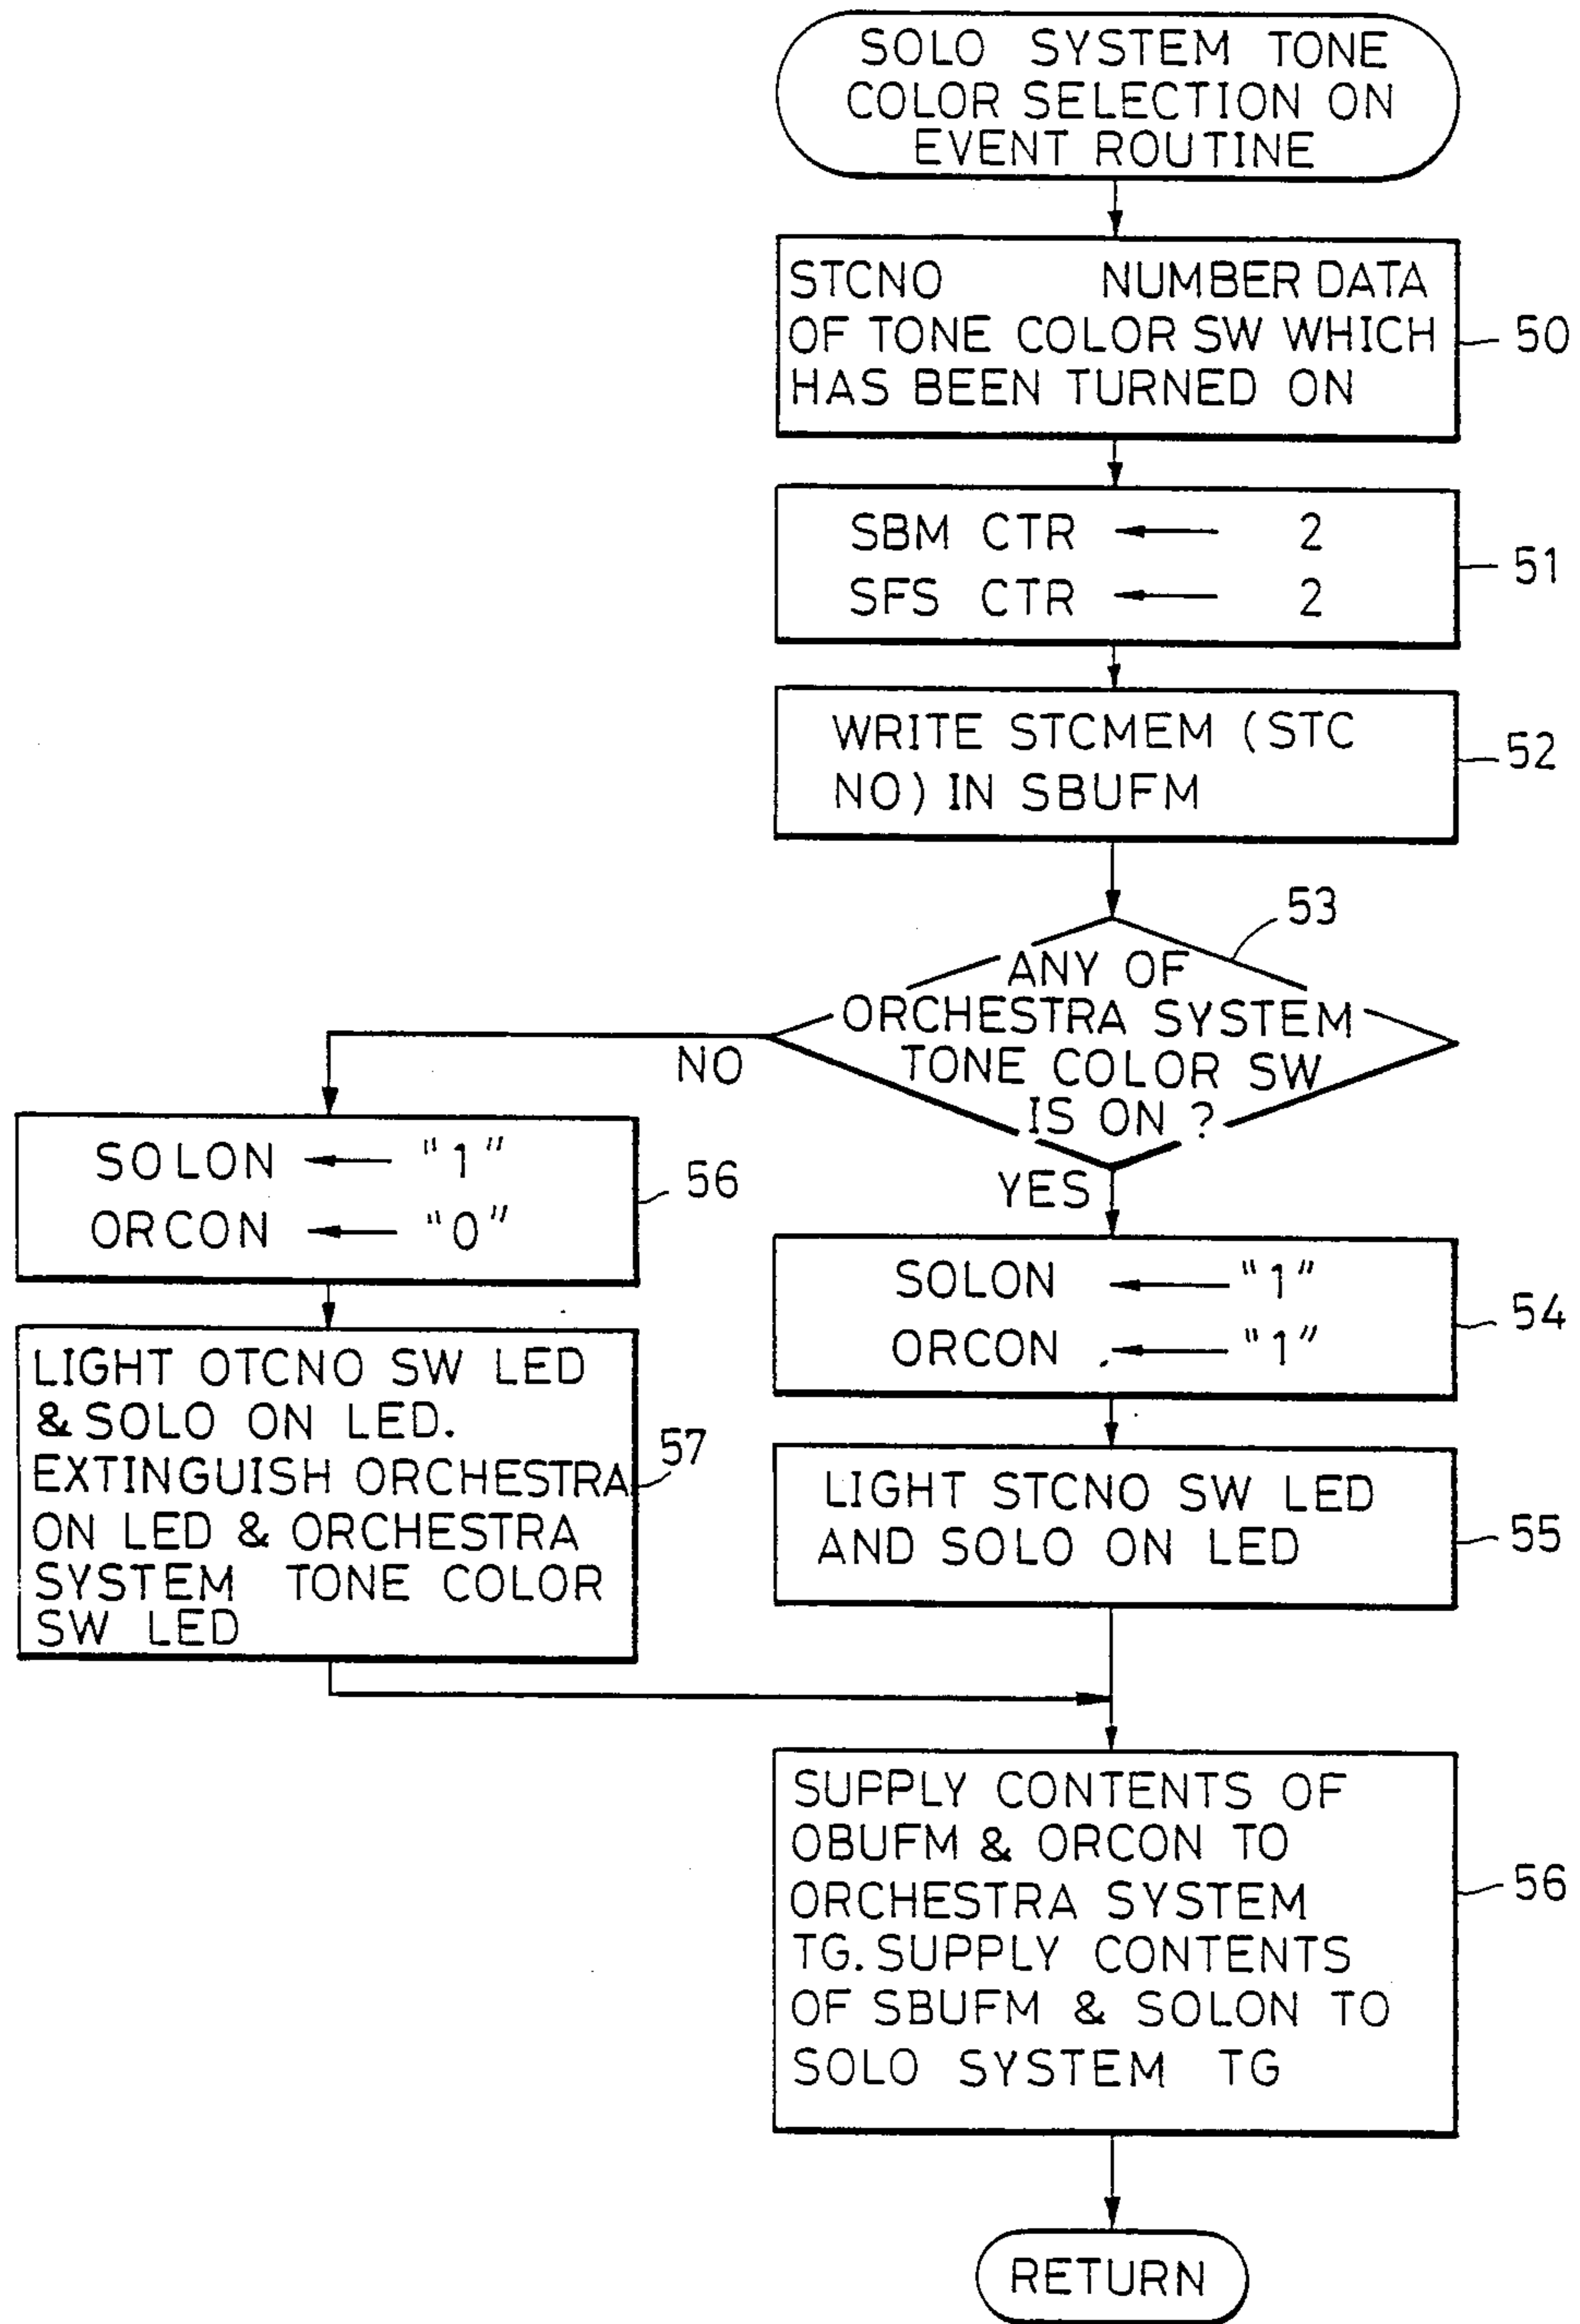 SOLO SYSTEM TONE
COLOR SELECTION ON
EVENT ROUTINE
STCNO NUMBER DATA
OF TONE COLOR SW WHICH
HAS BEEN TURNED ON
50
SBM CTR ← 2
SFS CTR ← 2
51
WRITE STCMEM (STC
NO) IN SBUFM
52
53
ANY OF
ORCHESTRA SYSTEM
TONE COLOR SW
IS ON ?
NO
YES
SOLON ← "1"
ORCON ← "0"
56
SOLON ← "1"
ORCON ← "1"
54
LIGHT OTCNO SW LED
& SOLO ON LED.
EXTINGUISH ORCHESTRA
ON LED & ORCHESTRA
SYSTEM TONE COLOR
SW LED
57
LIGHT STCNO SW LED
AND SOLO ON LED
55
SUPPLY CONTENTS OF
OBUFM & ORCON TO
ORCHESTRA SYSTEM
TG. SUPPLY CONTENTS
OF SBUFM & SOLON TO
SOLO SYSTEM TG
56
RETURN